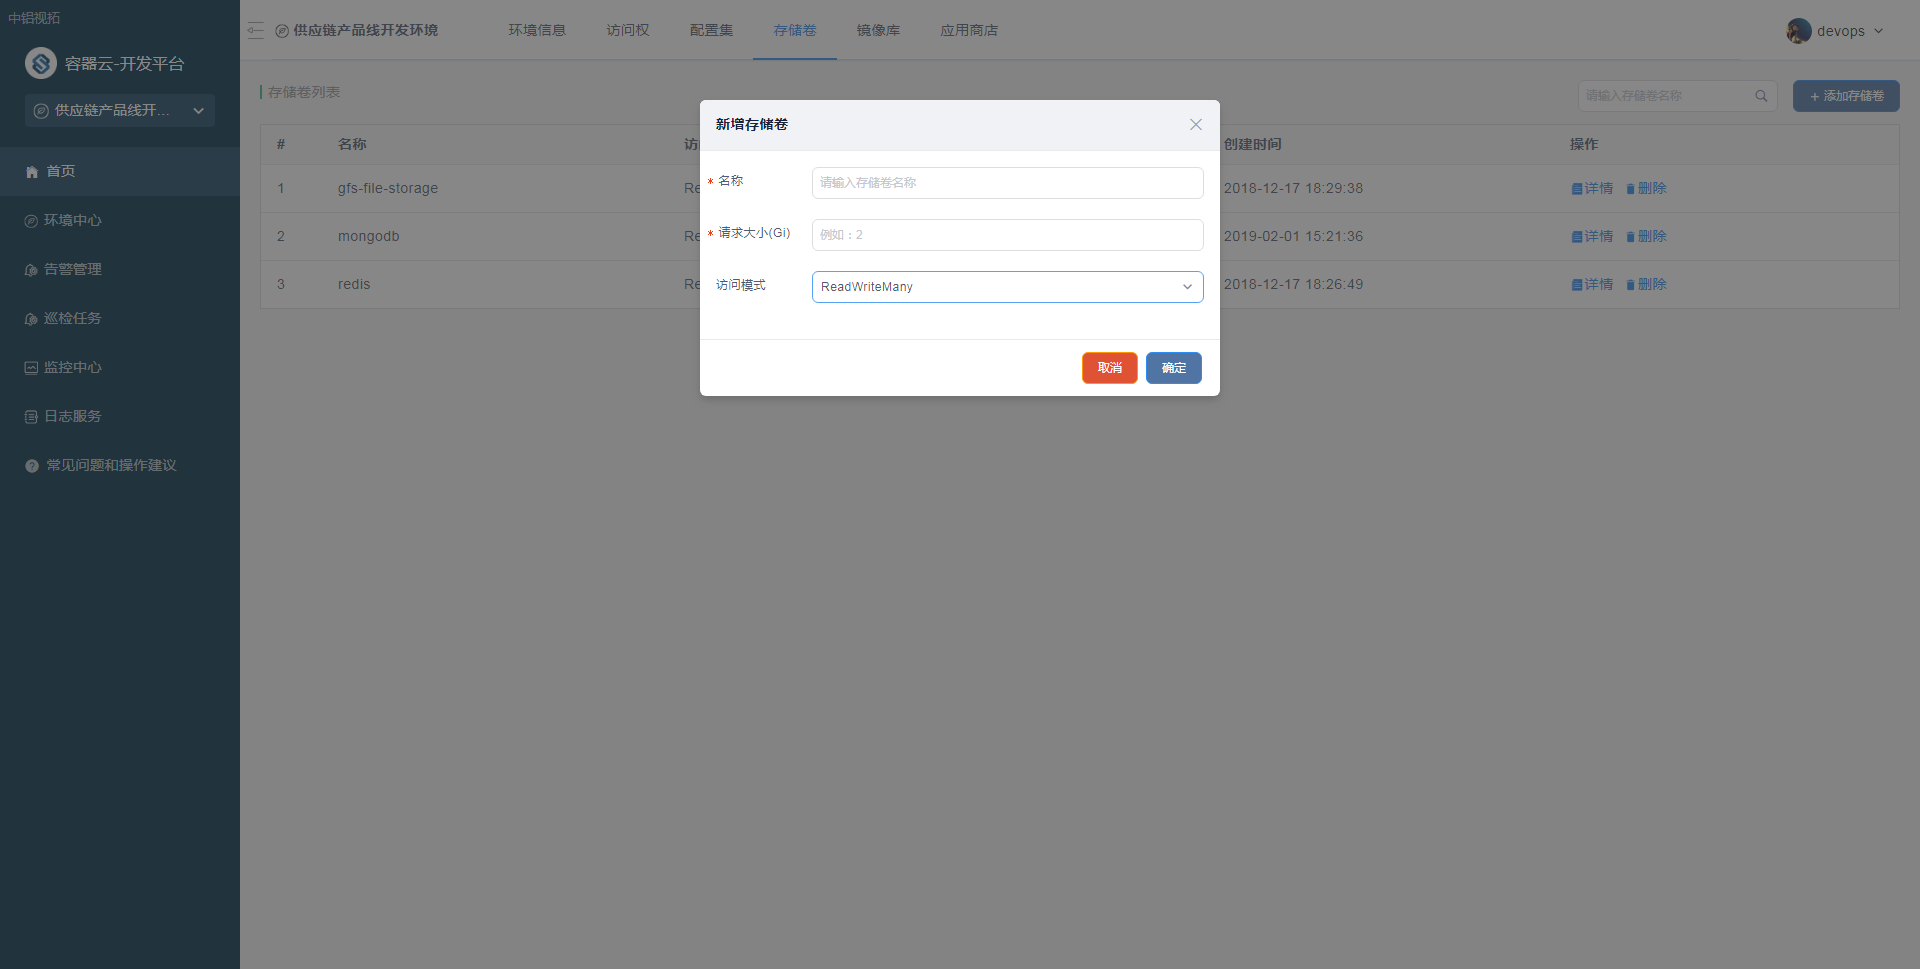 中铝视拓
容器云-开发平台
供应链产品线开...
首页
环境中心
告警管理
巡检任务
监控中心
日志服务
常见问题和操作建议
供应链产品线开发环境
环境信息
访问权
配置集
存储卷
镜像库
应用商店
devops
存储卷列表
请输入存储卷名称
+ 添加存储卷
# 名称 访 创建时间 操作
1 gfs-file-storage Re 2018-12-17 18:29:38 详情 删除
2 mongodb Re 2019-02-01 15:21:36 详情 删除
3 redis Re 2018-12-17 18:26:49 详情 删除
新增存储卷
* 名称 请输入存储卷名称
* 请求大小(Gi) 例如：2
访问模式 ReadWriteMany
取消 确定